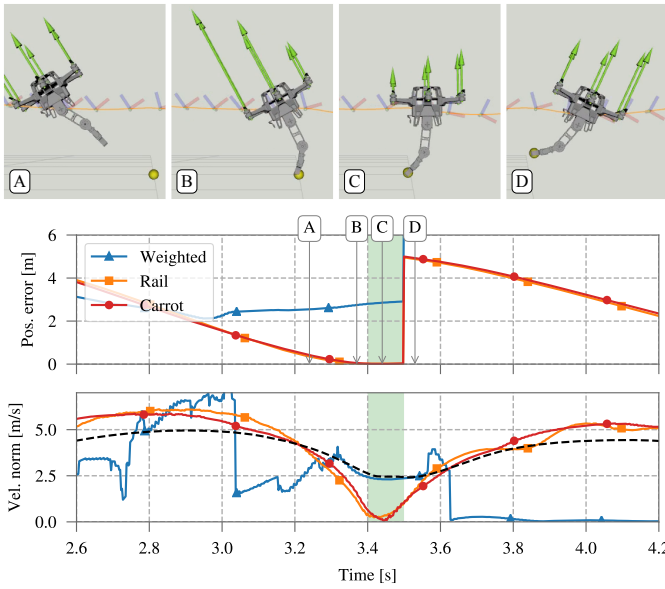 A
B
C
D
A
B
C
D
Pos. error [m]
6
4
2
0
Weighted
Rail
Carrot
Vel. norm [m/s]
5.0
2.5
0.0
2.6
2.8
3.0
3.2
3.4
3.6
3.8
4.0
4.2
Time [s]